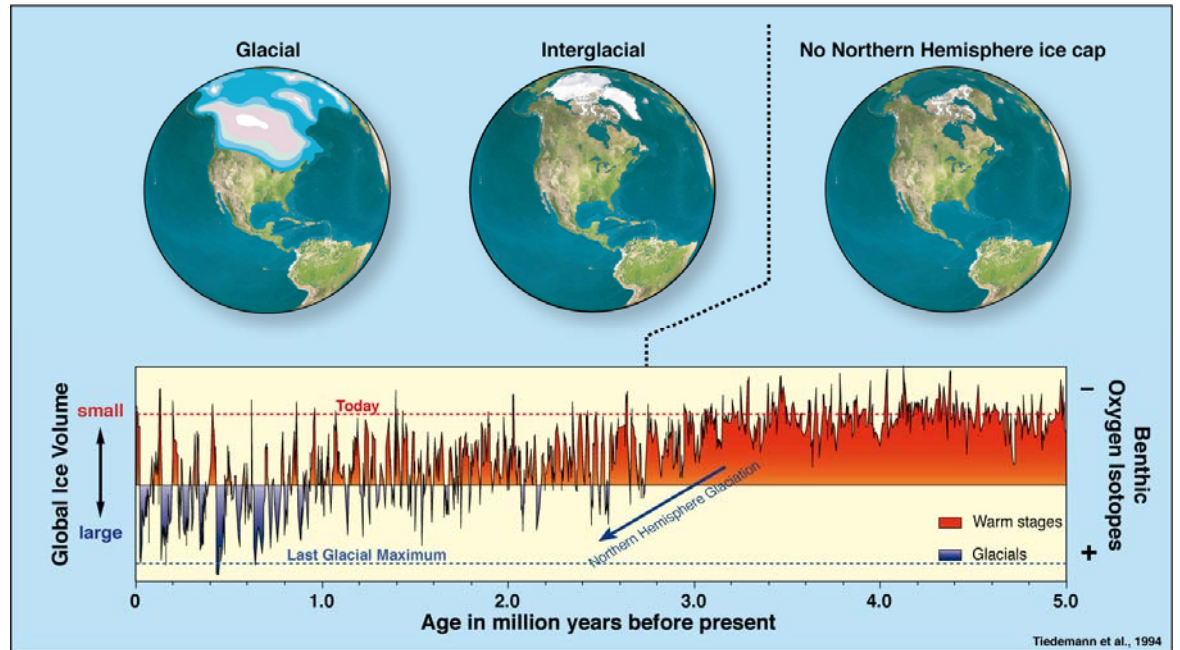 Glacial
Interglacial
No Northern Hemisphere ice cap
Global Ice Volume
small
large
Today
Last Glacial Maximum
Northern Hemisphere Glaciation
Warm stages
Glacials
–
+
Benthic
Oxygen Isotopes
0
1.0
2.0
3.0
4.0
5.0
Age in million years before present
Tiedemann et al., 1994